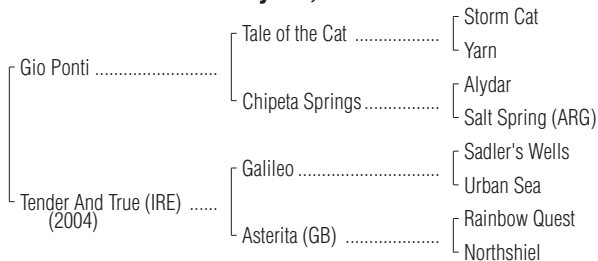 Storm Cat
Tale of the Cat ..................
Yarn
Gio Ponti ..........................
Alydar
Chipeta Springs ................
Salt Spring (ARG)
Sadler's Wells
Galileo ..............................
Urban Sea
Tender And True (IRE) ......
(2004)
Rainbow Quest
Asterita (GB) ....................
Northshiel